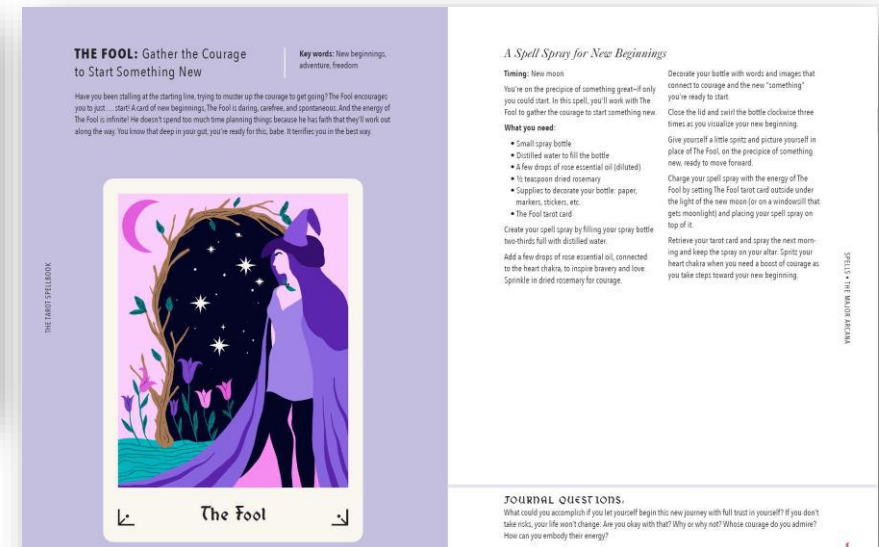 THE FOOL: Gather the Courage
to Start Something New
Key words: New beginnings,
adventure, freedom
Have you been stalling at the starting line, trying to muster up the courage to get going? The Fool encourages
you to just . . . start! A card of new beginnings, The Fool is daring, carefree, and spontaneous. And the energy of
The Fool is infinite! He doesn't spend too much time planning things because he has faith that they'll work out
along the way. You know that deep in your gut, you're ready for this, babe. It terrifies you in the best way.
THE TAROT SPELLBOOK
The Fool
A Spell Spray for New Beginnings
Timing: New moon
You're on the precipice of something great—if only
you could start. In this spell, you'll work with The
Fool to gather the courage to start something new.
What you need:
• Small spray bottle
• Distilled water to fill the bottle
• A few drops of rose essential oil (diluted)
• ½ teaspoon dried rosemary
• Supplies to decorate your bottle: paper,
markers, stickers, etc.
• The Fool tarot card
Create your spell spray by filling your spray bottle
two-thirds full with distilled water.
Add a few drops of rose essential oil, connected
to the heart chakra, to inspire bravery and love.
Sprinkle in dried rosemary for courage.
Decorate your bottle with words and images that
connect to courage and the new "something"
you're ready to start.
Close the lid and swirl the bottle clockwise three
times as you visualize your new beginning.
Give yourself a little spritz and picture yourself in
place of The Fool, on the precipice of something
new, ready to move forward.
Charge your spell spray with the energy of The
Fool by setting The Fool tarot card outside under
the light of the new moon (or on a windowsill that
gets moonlight) and placing your spell spray on
top of it.
Retrieve your tarot card and spray the next morn-
ing and keep the spray on your altar. Spritz your
heart chakra when you need a boost of courage as
you take steps toward your new beginning.
SPELLS • THE MAJOR ARCANA
JOURNAL QUESTIONS.
What could you accomplish if you let yourself begin this new journey with full trust in yourself? If you don't
take risks, your life won't change: Are you okay with that? Why or why not? Whose courage do you admire?
How can you embody their energy?